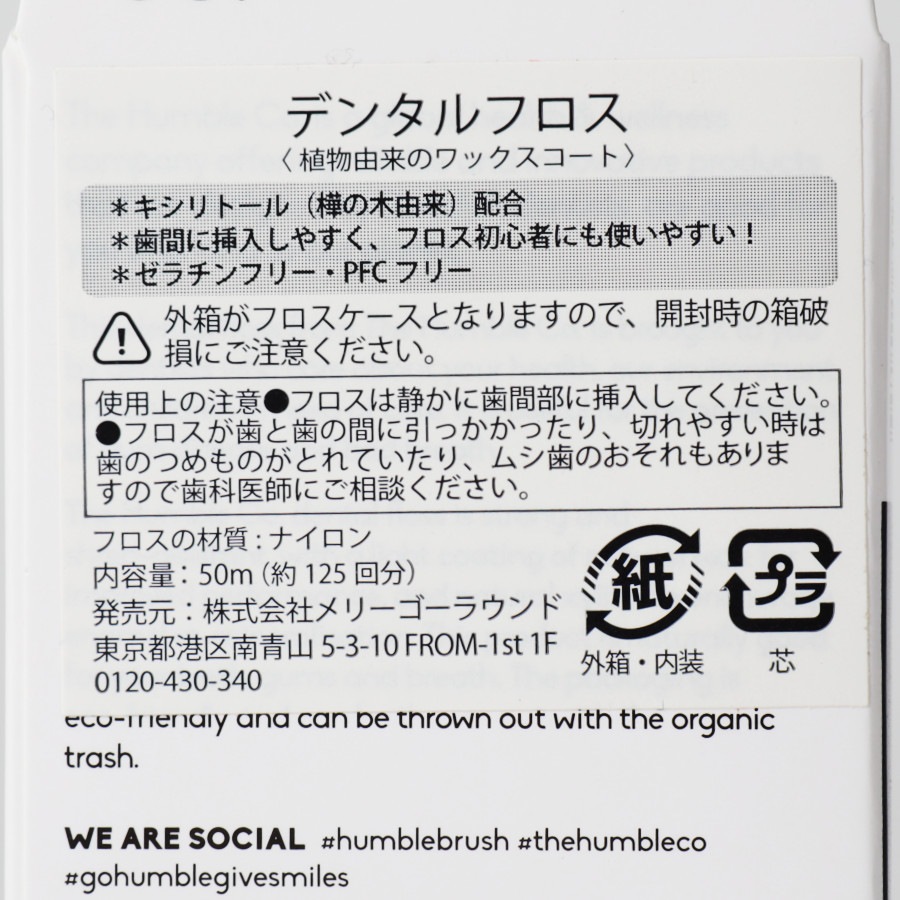 デンタルフロス
〈植物由来のワックスコート〉
＊キシリトール（樺の木由来）配合
＊歯間に挿入しやすく、フロス初心者にも使いやすい！
＊ゼラチンフリー・PFCフリー
外箱がフロスケースとなりますので、開封時の箱破
損にご注意ください。
使用上の注意●フロスは静かに歯間部に挿入してください。
●フロスが歯と歯の間に引っかかったり、切れやすい時は
歯のつめものがとれていたり、ムシ歯のおそれもありま
すので歯科医師にご相談ください。
フロスの材質：ナイロン
内容量：50m（約125回分）
発売元：株式会社メリーゴーラウンド
東京都港区南青山 5-3-10 FROM-1st 1F
0120-430-340
紙
外箱・内装
プラ
芯
eco-friendly and can be thrown out with the organic
trash.
WE ARE SOCIAL #humblebrush #thehumbleco
#gohumblegivesmiles